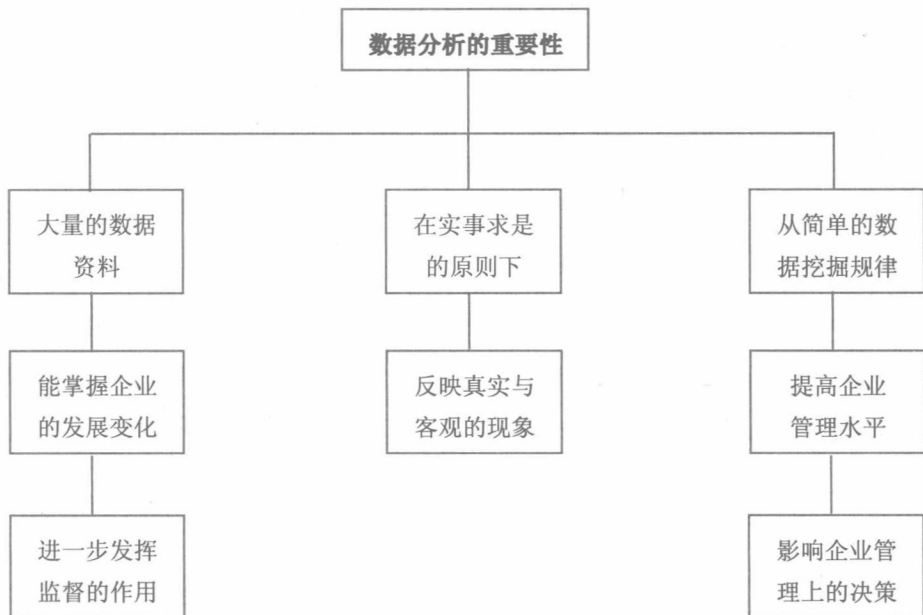 数据分析的重要性
大量的数据
资料
在实事求是
的原则下
从简单的数
据挖掘规律
能掌握企业
的发展变化
反映真实与
客观的现象
提高企业
管理水平
进一步发挥
监督的作用
影响企业管
理上的决策